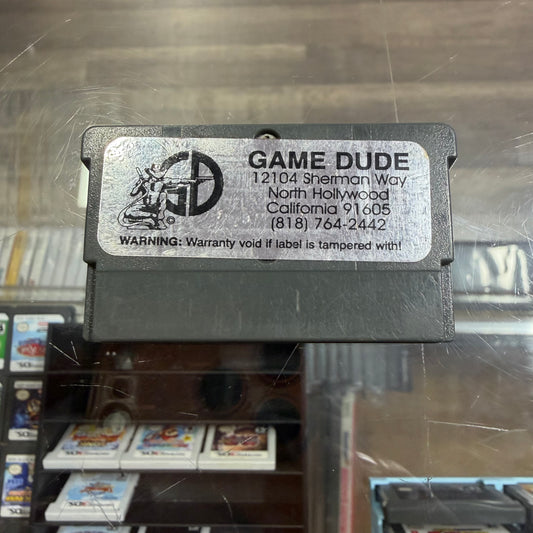 GD
GAME DUDE
12104 Sherman Way
North Hollywood
California 91605
(818) 764-2442
WARNING: Warranty void if label is tampered with!